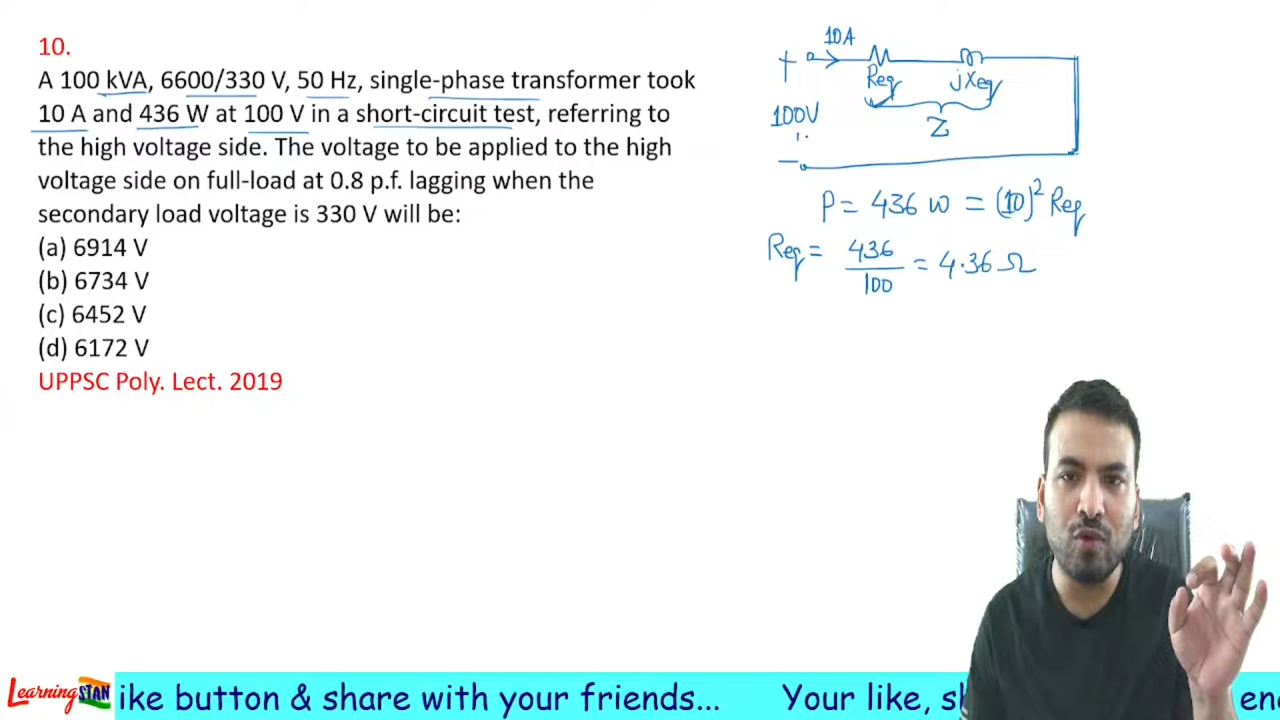 10.
A 100 kVA, 6600/330 V, 50 Hz, single-phase transformer took
10 A and 436 W at 100 V in a short-circuit test, referring to
the high voltage side. The voltage to be applied to the high
voltage side on full-load at 0.8 p.f. lagging when the
secondary load voltage is 330 V will be:
(a) 6914 V
(b) 6734 V
(c) 6452 V
(d) 6172 V
UPPSC Poly. Lect. 2019
10A
+
Req
jXeq
100V
Z
−
P = 436 W = (10)² Req
Req = 436/100 = 4.36 Ω
LearningSTAN
ike button & share with your friends... Your like, s
en